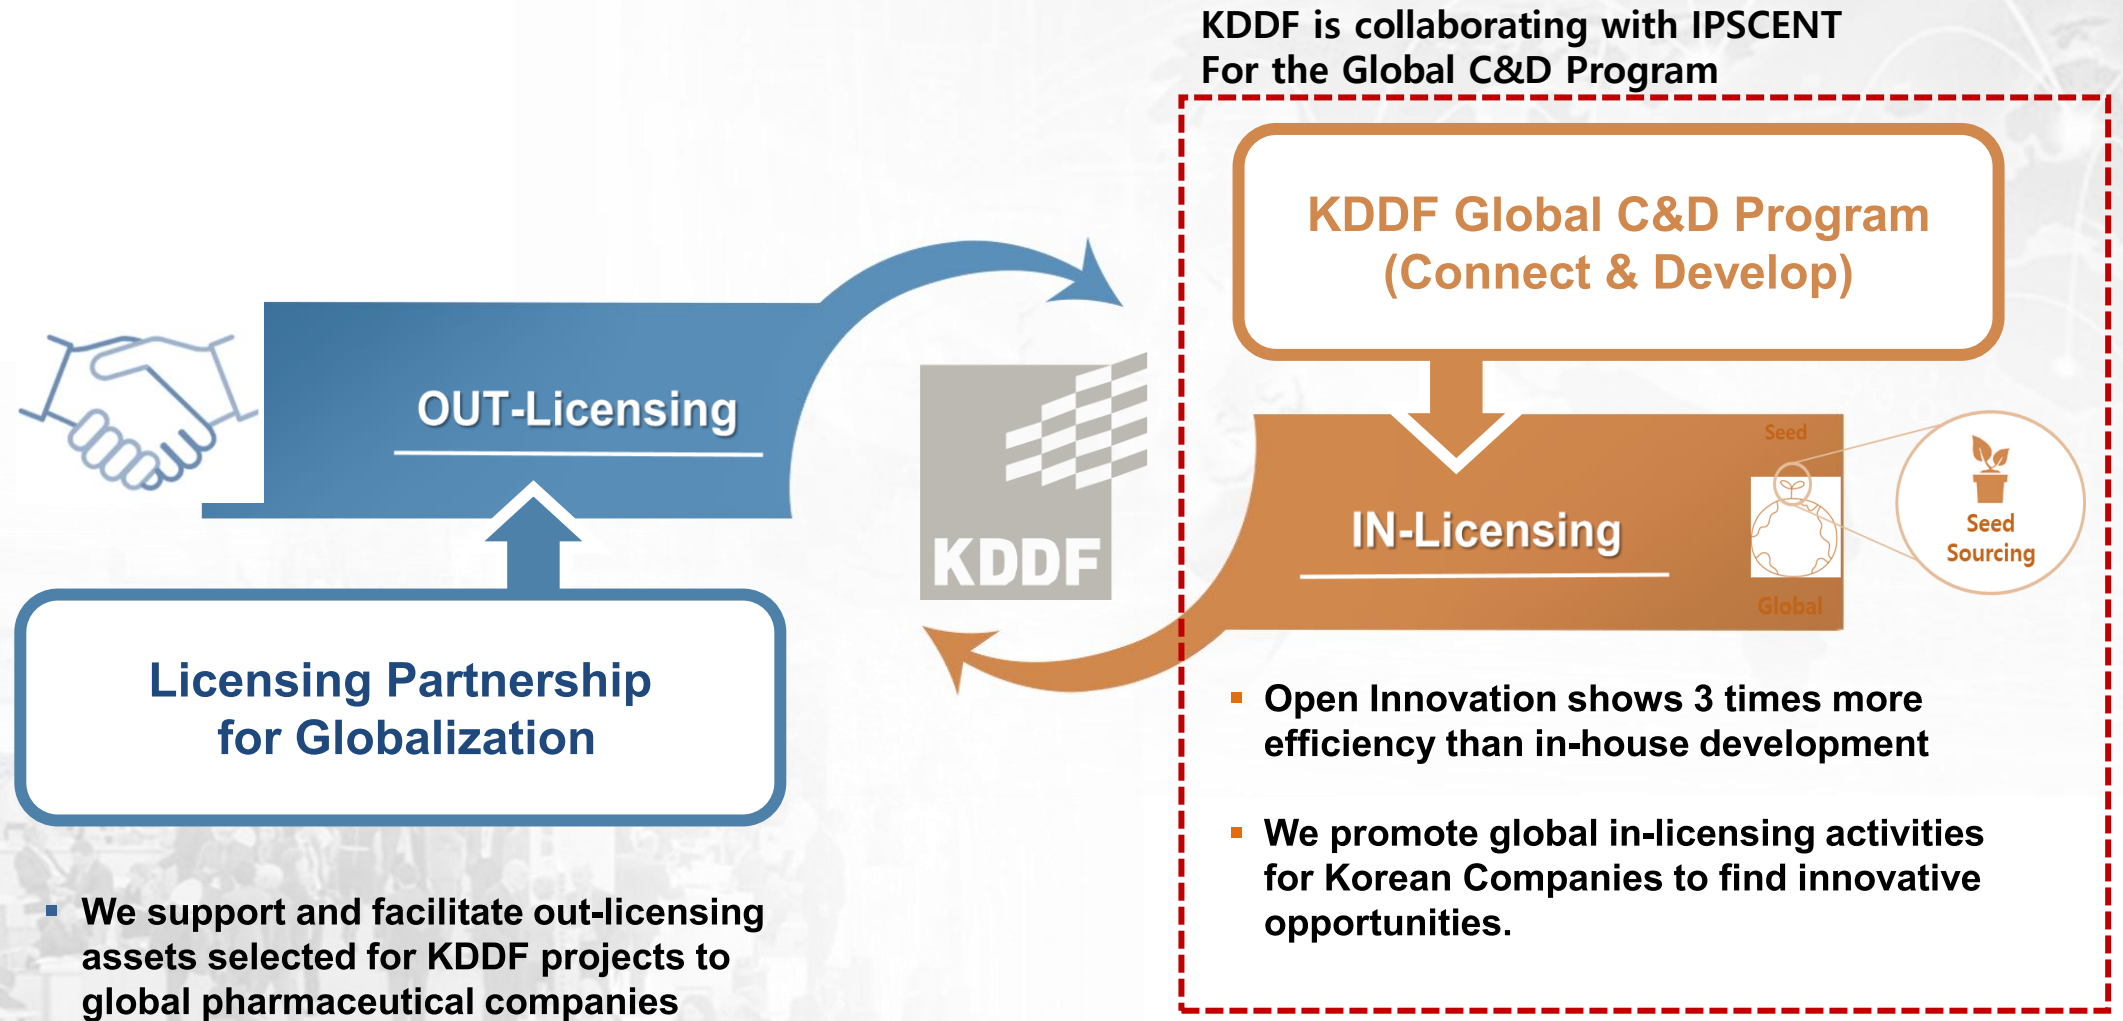 KDDF is collaborating with IPSCENT
For the Global C&D Program
KDDF Global C&D Program
(Connect & Develop)
OUT-Licensing
KDDF
IN-Licensing
Seed
Global
Seed
Sourcing
Licensing Partnership
for Globalization
▪ We support and facilitate out-licensing
assets selected for KDDF projects to
global pharmaceutical companies
▪ Open Innovation shows 3 times more
efficiency than in-house development
▪ We promote global in-licensing activities
for Korean Companies to find innovative
opportunities.